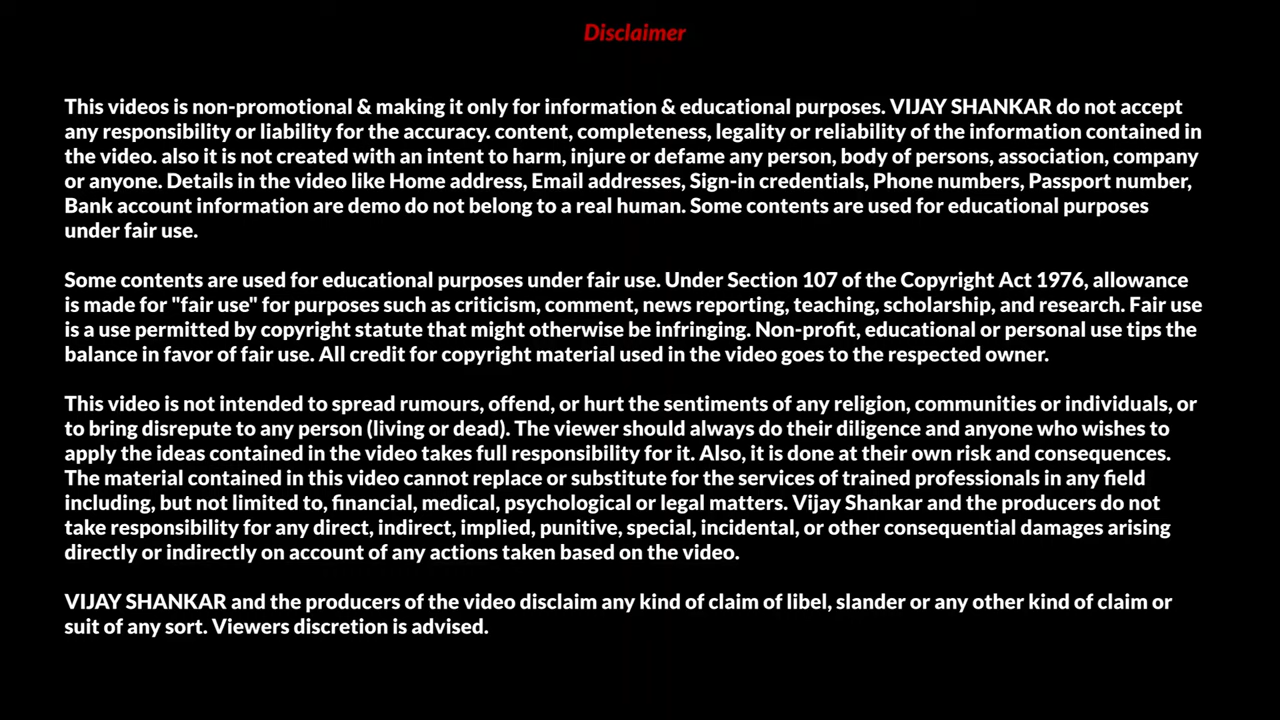 Disclaimer
This videos is non-promotional & making it only for information & educational purposes. VIJAY SHANKAR do not accept
any responsibility or liability for the accuracy. content, completeness, legality or reliability of the information contained in
the video. also it is not created with an intent to harm, injure or defame any person, body of persons, association, company
or anyone. Details in the video like Home address, Email addresses, Sign-in credentials, Phone numbers, Passport number,
Bank account information are demo do not belong to a real human. Some contents are used for educational purposes
under fair use.
Some contents are used for educational purposes under fair use. Under Section 107 of the Copyright Act 1976, allowance
is made for "fair use" for purposes such as criticism, comment, news reporting, teaching, scholarship, and research. Fair use
is a use permitted by copyright statute that might otherwise be infringing. Non-profit, educational or personal use tips the
balance in favor of fair use. All credit for copyright material used in the video goes to the respected owner.
This video is not intended to spread rumours, offend, or hurt the sentiments of any religion, communities or individuals, or
to bring disrepute to any person (living or dead). The viewer should always do their diligence and anyone who wishes to
apply the ideas contained in the video takes full responsibility for it. Also, it is done at their own risk and consequences.
The material contained in this video cannot replace or substitute for the services of trained professionals in any field
including, but not limited to, financial, medical, psychological or legal matters. Vijay Shankar and the producers do not
take responsibility for any direct, indirect, implied, punitive, special, incidental, or other consequential damages arising
directly or indirectly on account of any actions taken based on the video.
VIJAY SHANKAR and the producers of the video disclaim any kind of claim of libel, slander or any other kind of claim or
suit of any sort. Viewers discretion is advised.